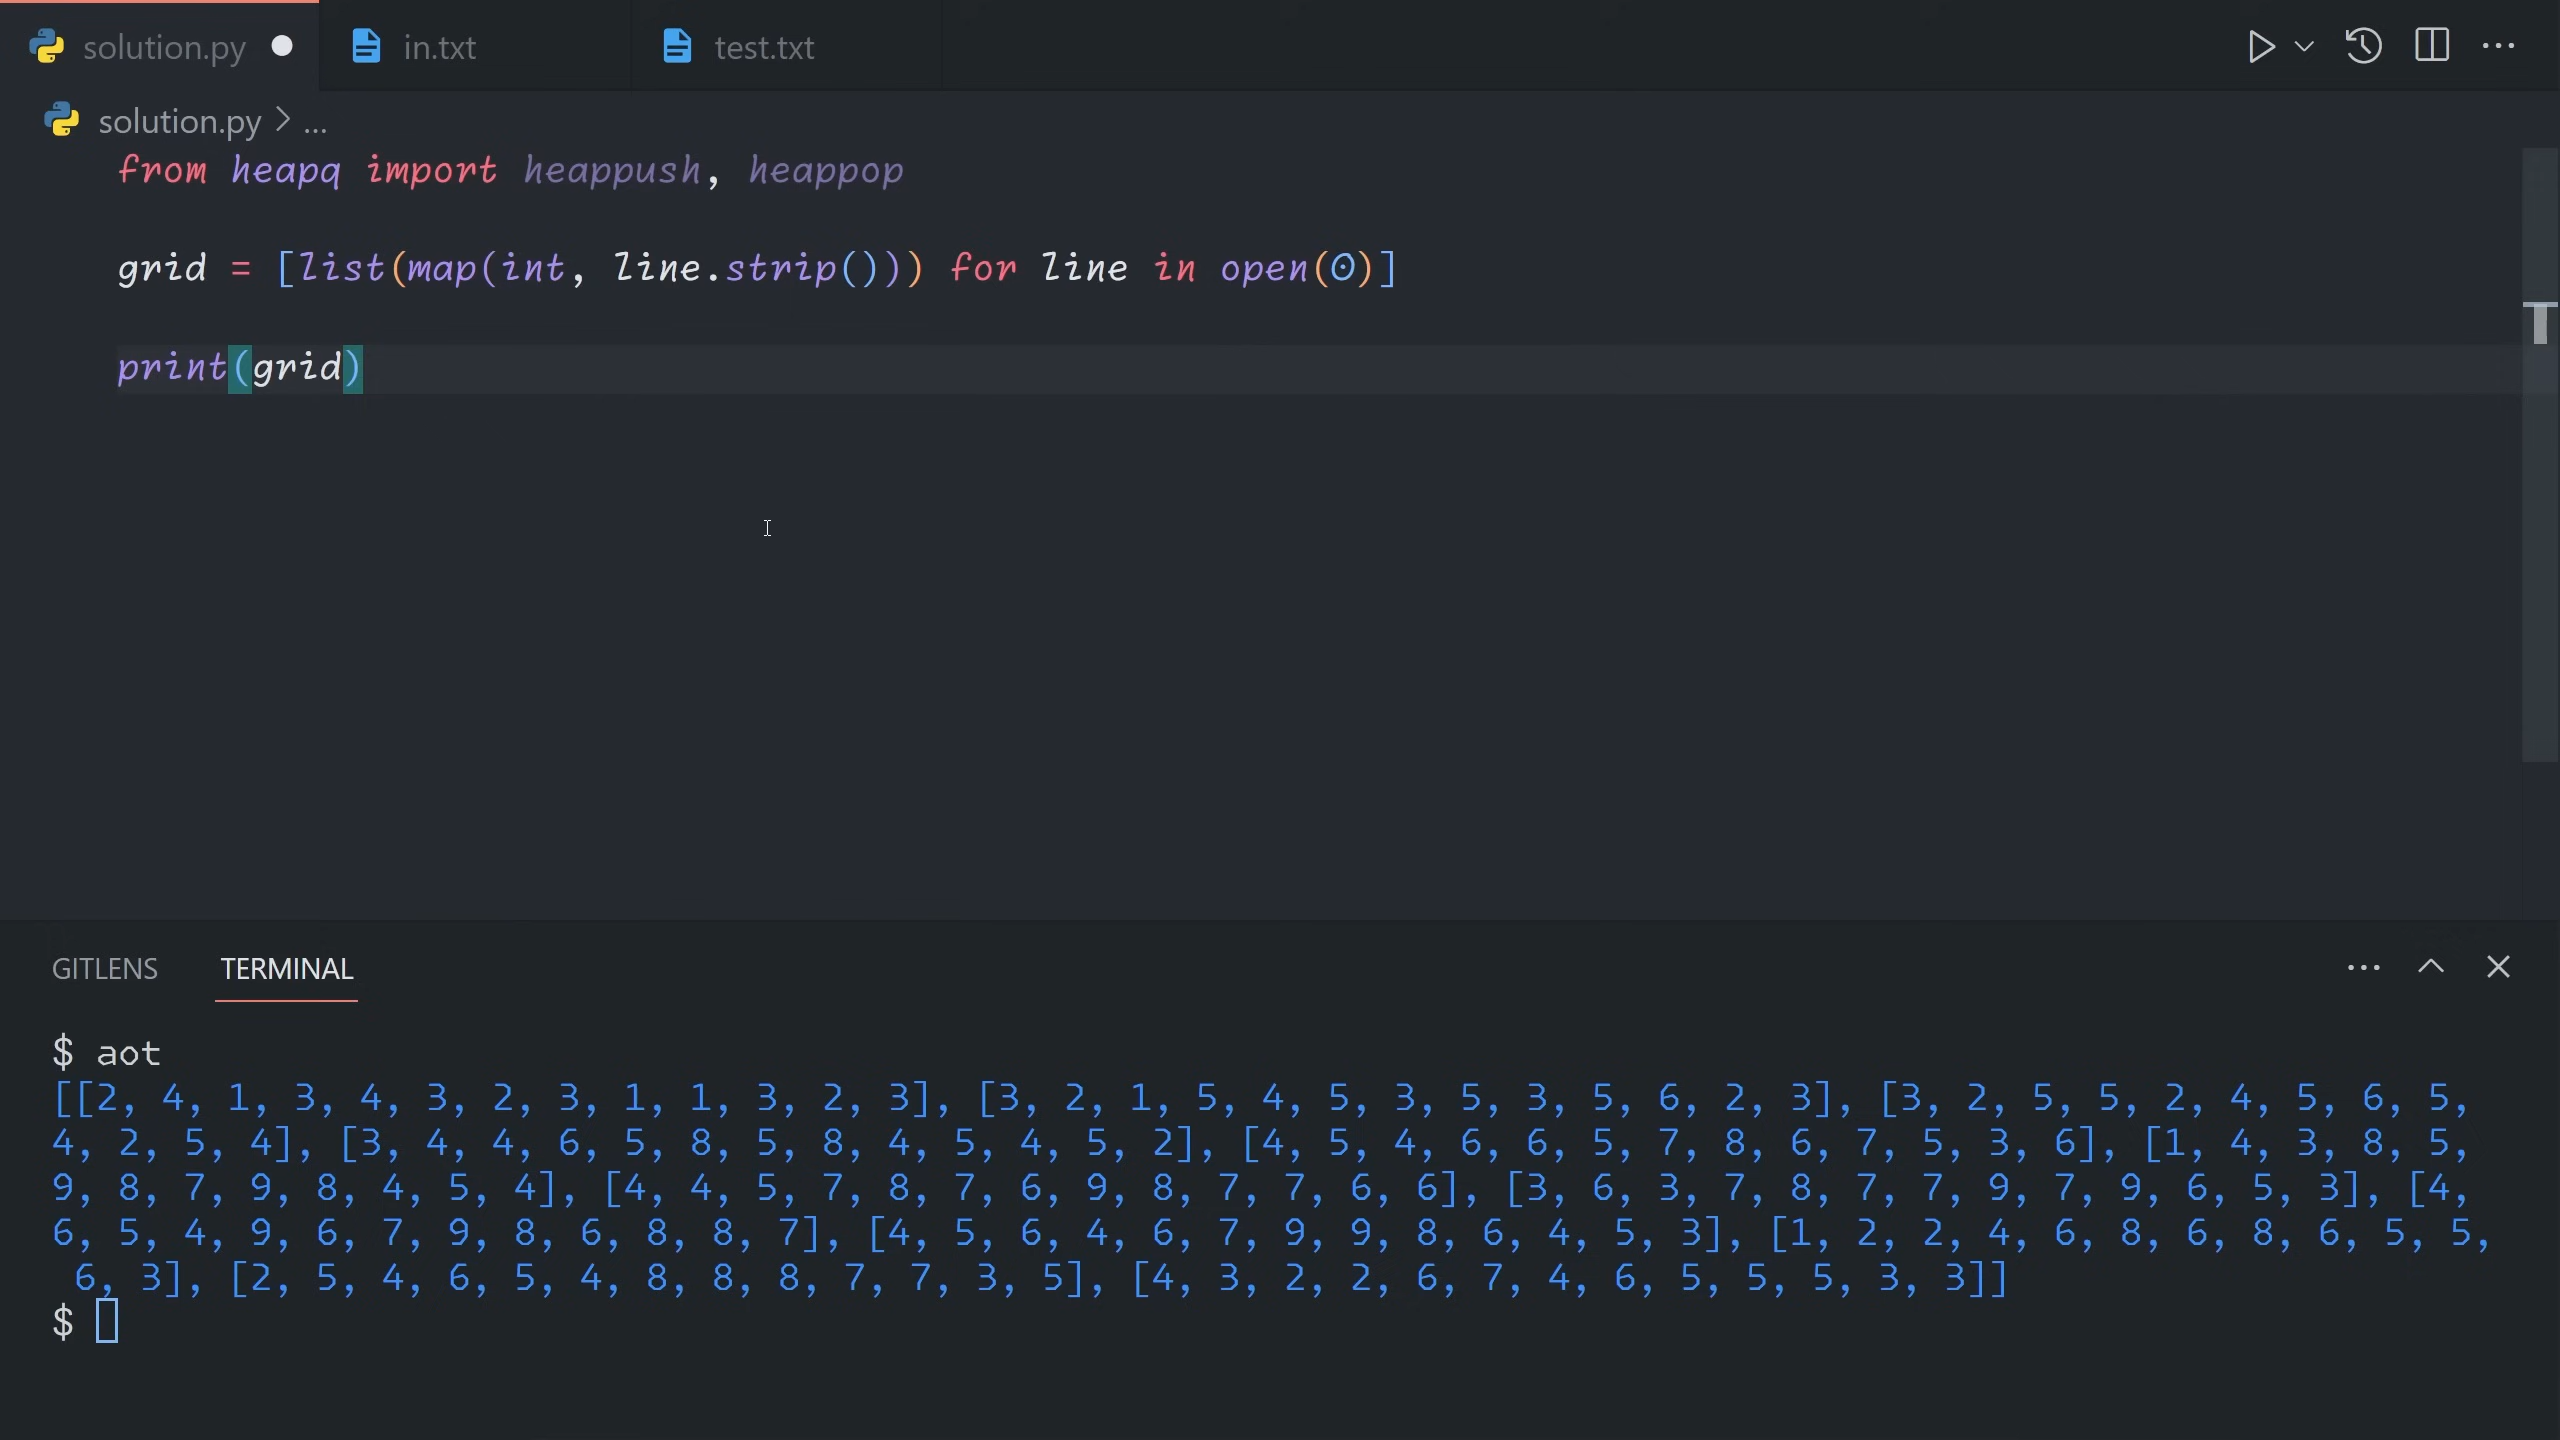 solution.py
in.txt
test.txt
solution.py > ...
from heapq import heappush, heappop
grid = [list(map(int, line.strip())) for line in open(0)]
print(grid)
GITLENS
TERMINAL
$ aot
[[2, 4, 1, 3, 4, 3, 2, 3, 1, 1, 3, 2, 3], [3, 2, 1, 5, 4, 5, 3, 5, 3, 5, 6, 2, 3], [3, 2, 5, 5, 2, 4, 5, 6, 5,
4, 2, 5, 4], [3, 4, 4, 6, 5, 8, 5, 8, 4, 5, 4, 5, 2], [4, 5, 4, 6, 6, 5, 7, 8, 6, 7, 5, 3, 6], [1, 4, 3, 8, 5,
9, 8, 7, 9, 8, 4, 5, 4], [4, 4, 5, 7, 8, 7, 6, 9, 8, 7, 7, 6, 6], [3, 6, 3, 7, 8, 7, 7, 9, 7, 9, 6, 5, 3], [4,
6, 5, 4, 9, 6, 7, 9, 8, 6, 8, 8, 7], [4, 5, 6, 4, 6, 7, 9, 9, 8, 6, 4, 5, 3], [1, 2, 2, 4, 6, 8, 6, 8, 6, 5, 5,
6, 3], [2, 5, 4, 6, 5, 4, 8, 8, 8, 7, 7, 3, 5], [4, 3, 2, 2, 6, 7, 4, 6, 5, 5, 5, 3, 3]]
$